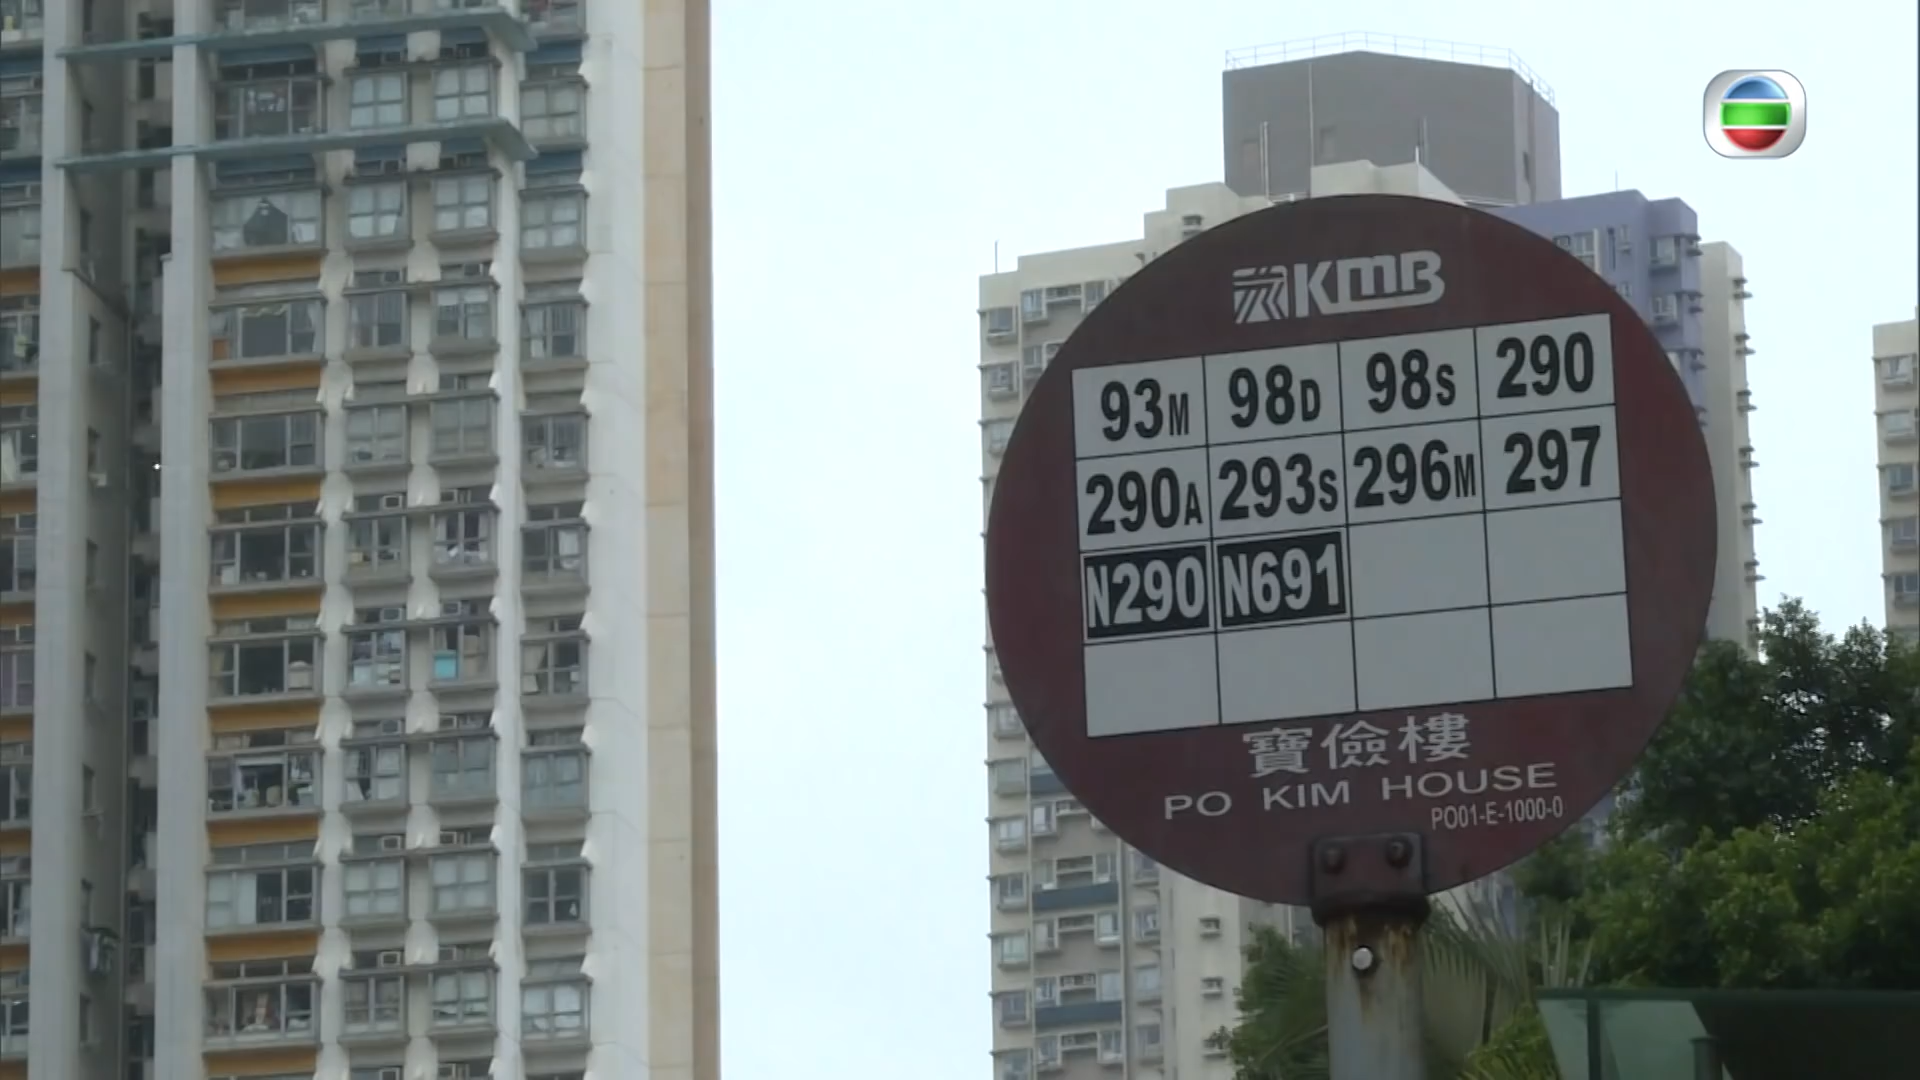 KMB
93M 98D 98S 290
290A 293S 296M 297
N290 N691
寶儉樓
PO KIM HOUSE
PO01-E-1000-0